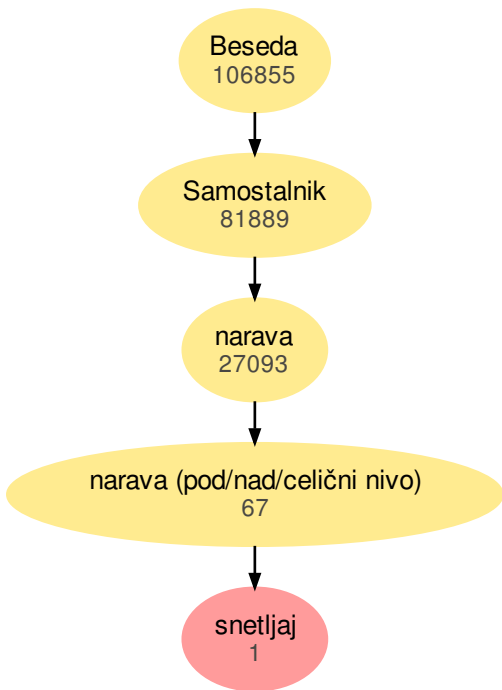 Beseda
106855
Samostalnik
81889
narava
27093
narava (pod/nad/celični nivo)
67
snetljaj
1